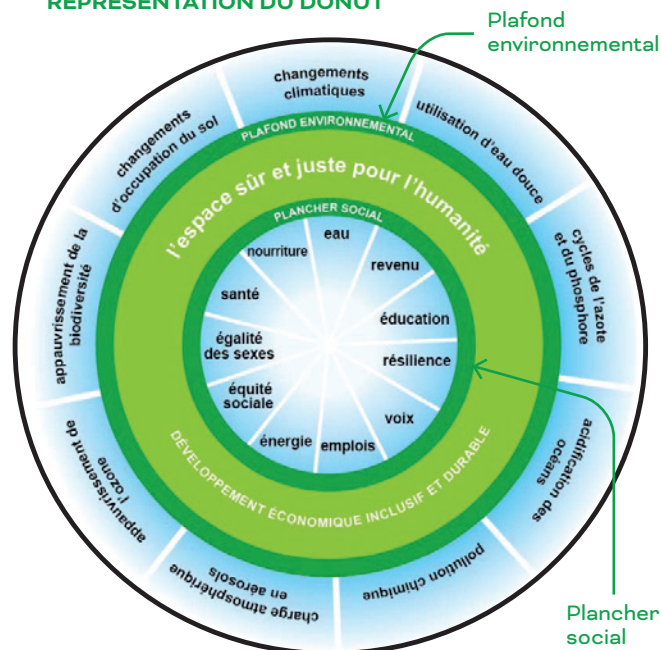 REPRÉSENTATION DU DONUT
Plafond
environnemental
changements
climatiques
utilisation d'eau douce
cycles de l'azote
et du phosphore
acidification des
océans
pollution chimique
charge atmosphérique
en aérosols
appauvrissement de
l'ozone
appauvrissement de la
biodiversité
changements
d'occupation du sol
PLAFOND ENVIRONNEMENTAL
l'espace sûr et juste pour l'humanité
PLANCHER SOCIAL
eau
revenu
éducation
résilience
voix
emplois
énergie
équité
sociale
égalité
des sexes
santé
nourriture
DÉVELOPPEMENT ÉCONOMIQUE INCLUSIF ET DURABLE
Plancher
social